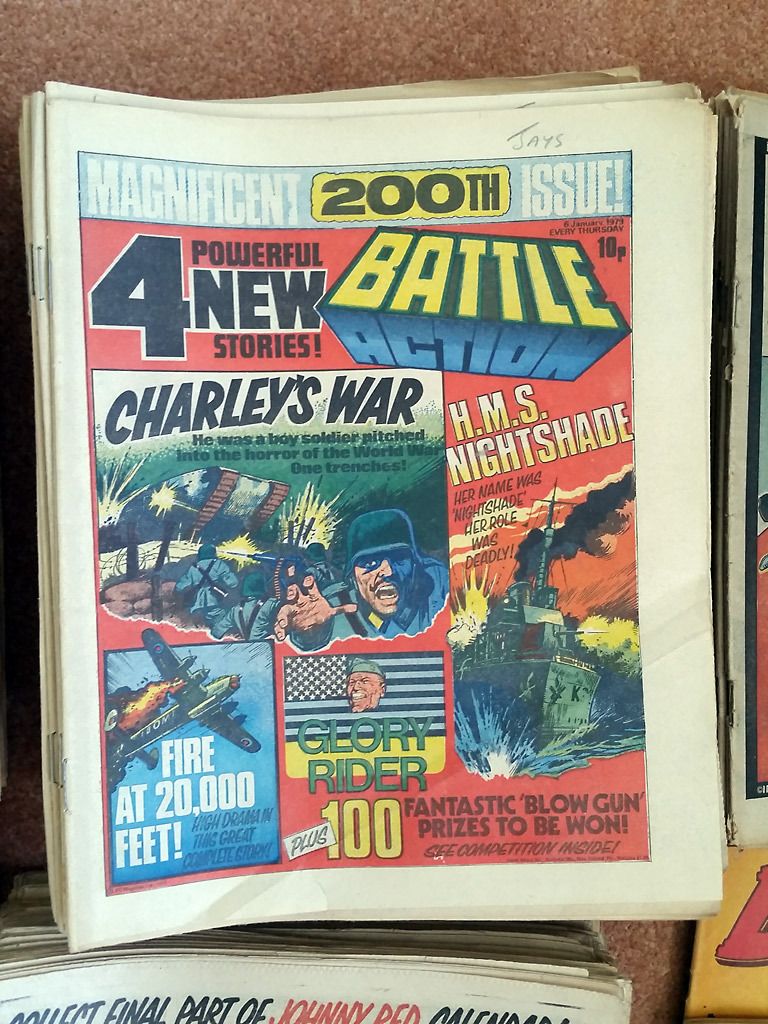 JAYS
MAGNIFICENT 200TH ISSUE!
6 January, 1979
EVERY THURSDAY
10p
4 POWERFUL
NEW
STORIES!
BATTLE
ACTION
CHARLEY'S WAR
He was a boy soldier pitched
into the horror of the World War
One trenches!
H.M.S.
NIGHTSHADE
HER NAME WAS
'NIGHTSHADE'
HER ROLE
WAS
DEADLY!
FIRE
AT 20,000
FEET!
HIGH DRAMA IN
THIS GREAT
COMPLETE STORY!
GLORY
RIDER
PLUS 100 FANTASTIC 'BLOW GUN'
PRIZES TO BE WON!
SEE COMPETITION INSIDE!
COLLECT FINAL PART OF JOHNNY RED CALENDAR